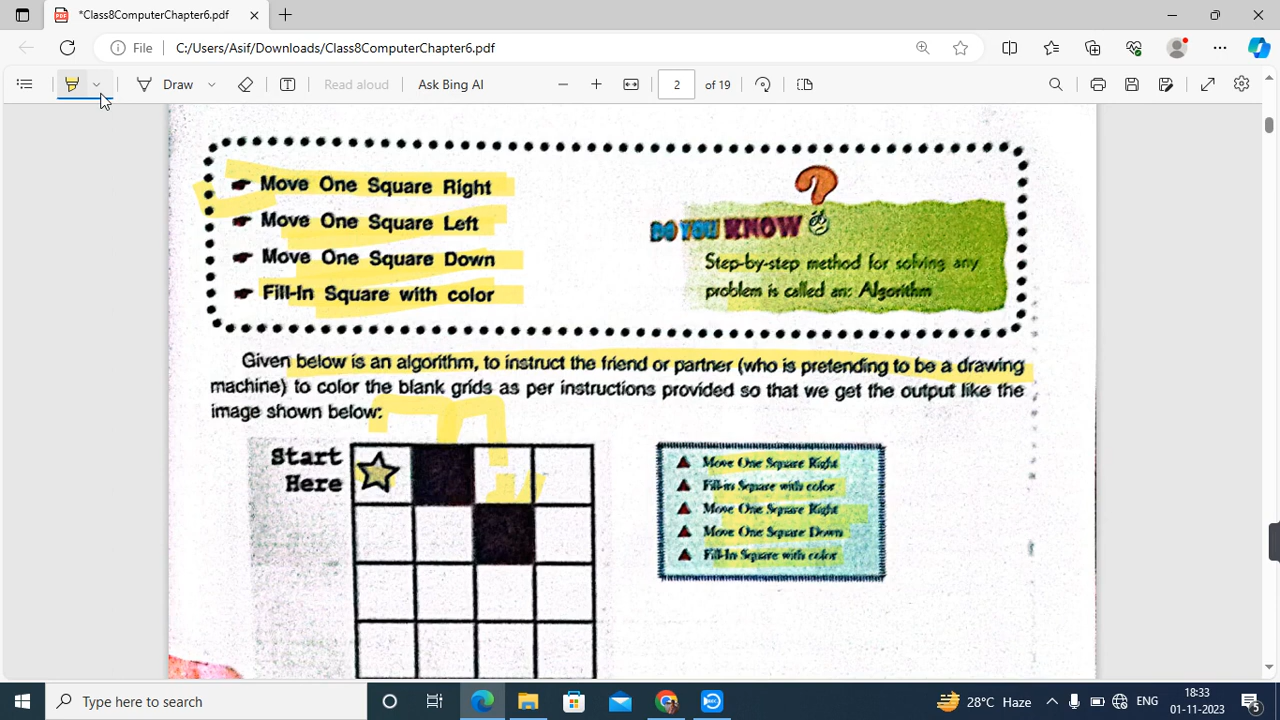 *Class8ComputerChapter6.pdf
File C:/Users/Asif/Downloads/Class8ComputerChapter6.pdf
Draw Read aloud Ask Bing AI 2 of 19
Move One Square Right
Move One Square Left
Move One Square Down
Fill-In Square with color
DO YOU KNOW
Step-by-step method for solving any
problem is called an: Algorithm
Given below is an algorithm, to instruct the friend or partner (who is pretending to be a drawing
machine) to color the blank grids as per instructions provided so that we get the output like the
image shown below:
Start
Here
Move One Square Right
Fill-in Square with color
Move One Square Right
Move One Square Down
Fill-In Square with color
Type here to search
28°C Haze ENG 18:33
01-11-2023 5